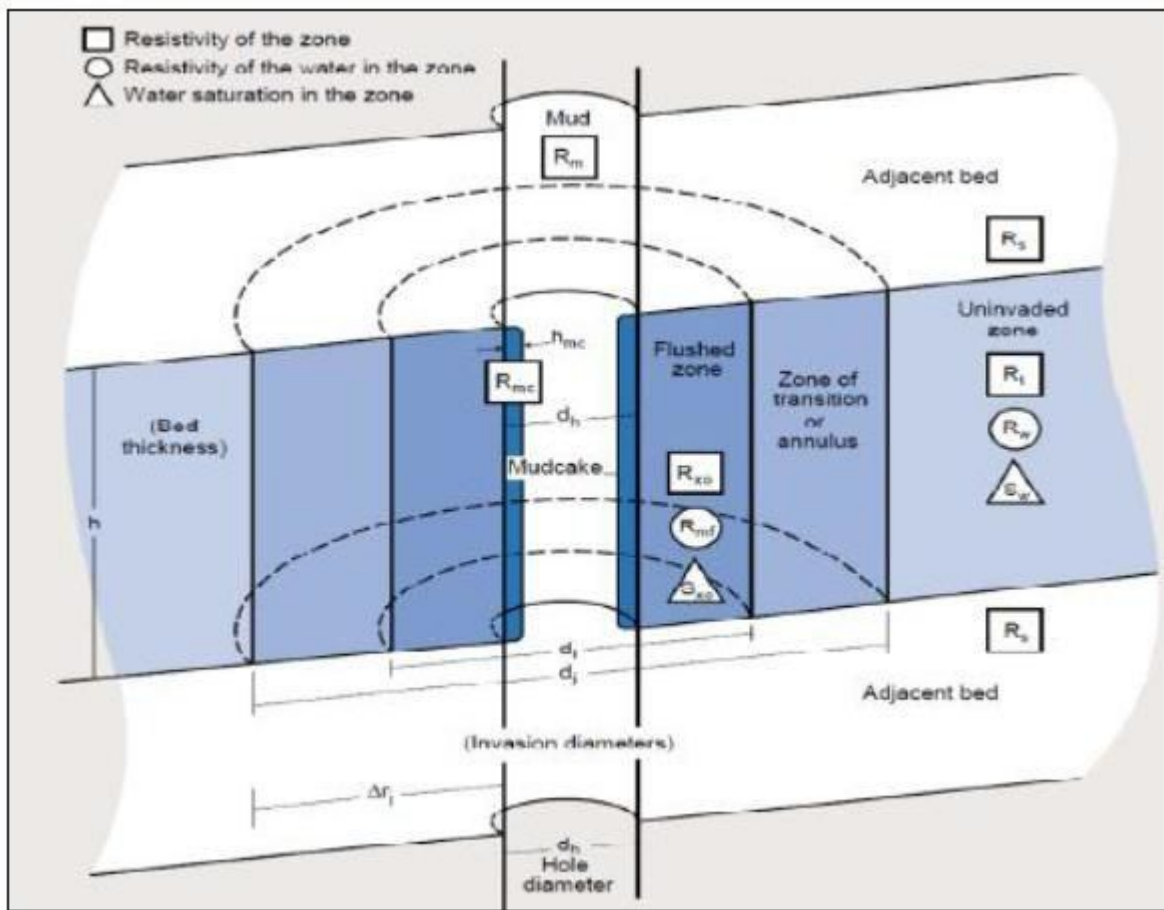 Resistivity of the zone
Resistivity of the water in the zone
Water saturation in the zone
Mud
Rm
Adjacent bed
Rs
Uninvaded
zone
Rt
Rw
Sw
hmc
Rmc
dh
Mudcake
Flushed
zone
Rxo
Rmf
Sxo
Zone of
transition
or
annulus
(Bed
thickness)
h
di
dj
Rs
Adjacent bed
(Invasion diameters)
Δrj
dh
Hole
diameter